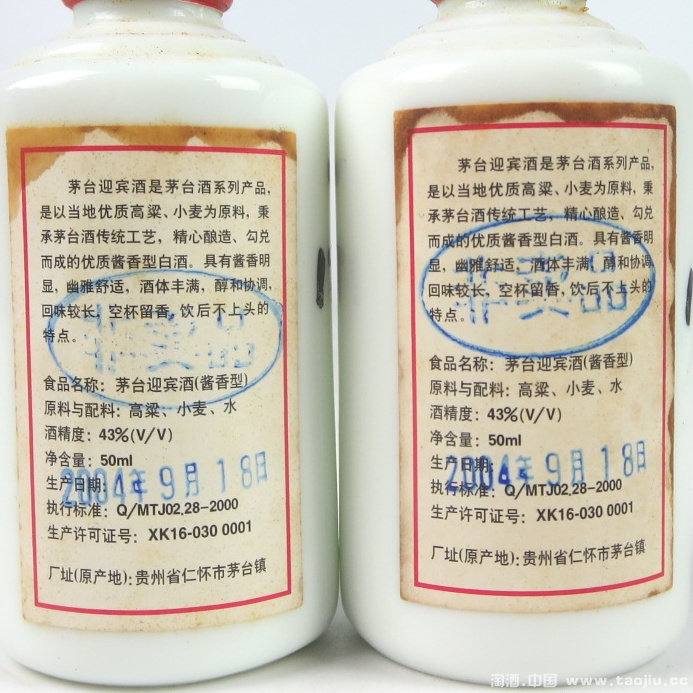 茅台迎宾酒是茅台酒系列产品,
是以当地优质高粱、小麦为原料,秉
承茅台酒传统工艺,精心酿造、勾兑
而成的优质酱香型白酒。具有酱香明
显,幽雅舒适,酒体丰满,醇和协调,
回味较长,空杯留香,饮后不上头的
特点。
非卖品
食品名称:茅台迎宾酒(酱香型)
原料与配料:高粱、小麦、水
酒精度:43%(V/V)
净含量:50ml
生产日期:
2004年9月18日
执行标准:Q/MTJ02.28-2000
生产许可证号:XK16-030 0001
厂址(原产地):贵州省仁怀市茅台镇
茅台迎宾酒是茅台酒系列产品,
是以当地优质高粱、小麦为原料,秉
承茅台酒传统工艺,精心酿造、勾兑
而成的优质酱香型白酒。具有酱香明
显,幽雅舒适,酒体丰满,醇和协调,
回味较长,空杯留香,饮后不上头的
特点。
非卖品
食品名称:茅台迎宾酒(酱香型)
原料与配料:高粱、小麦、水
酒精度:43%(V/V)
净含量:50ml
生产日期:
2004年9月18日
执行标准:Q/MTJ02.28-2000
生产许可证号:XK16-030 0001
厂址(原产地):贵州省仁怀市茅台镇
淘酒.中国 www.taojiu.cc